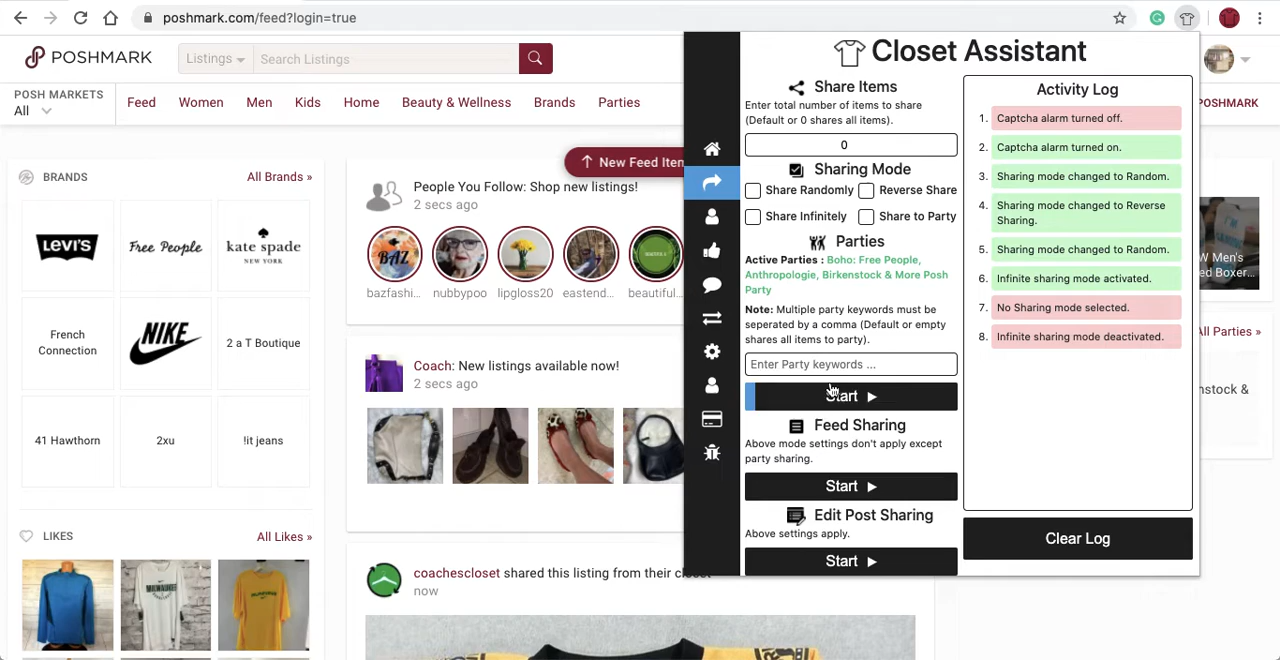 poshmark.com/feed?login=true
POSHMARK
Listings
Search Listings
POSH MARKETS
All
Feed
Women
Men
Kids
Home
Beauty & Wellness
Brands
Parties
POSHMARK
BRANDS
All Brands »
LEVI'S
Free People
kate spade
NEW YORK
French
Connection
NIKE
2 a T Boutique
41 Hawthorn
2xu
!it jeans
LIKES
All Likes »
MILWAUKEE
New Feed Item
People You Follow: Shop new listings!
2 secs ago
BAZ
bazfashi...
nubbypoo
lipgloss20
eastend...
beautiful...
Coach: New listings available now!
2 secs ago
coachescloset shared this listing from their closet
now
Closet Assistant
Share Items
Enter total number of items to share
(Default or 0 shares all items).
0
Sharing Mode
Share Randomly
Reverse Share
Share Infinitely
Share to Party
Parties
Active Parties : Boho: Free People,
Anthropologie, Birkenstock & More Posh
Party
Note: Multiple party keywords must be
seperated by a comma (Default or empty
shares all items to party).
Enter Party keywords ...
Start
Feed Sharing
Above mode settings don't apply except
party sharing.
Start
Edit Post Sharing
Above settings apply.
Start
Activity Log
1. Captcha alarm turned off.
2. Captcha alarm turned on.
3. Sharing mode changed to Random.
4. Sharing mode changed to Reverse
Sharing.
5. Sharing mode changed to Random.
6. Infinite sharing mode activated.
7. No Sharing mode selected.
8. Infinite sharing mode deactivated.
Clear Log
W Men's
ed Boxer...
All Parties »
nstock &